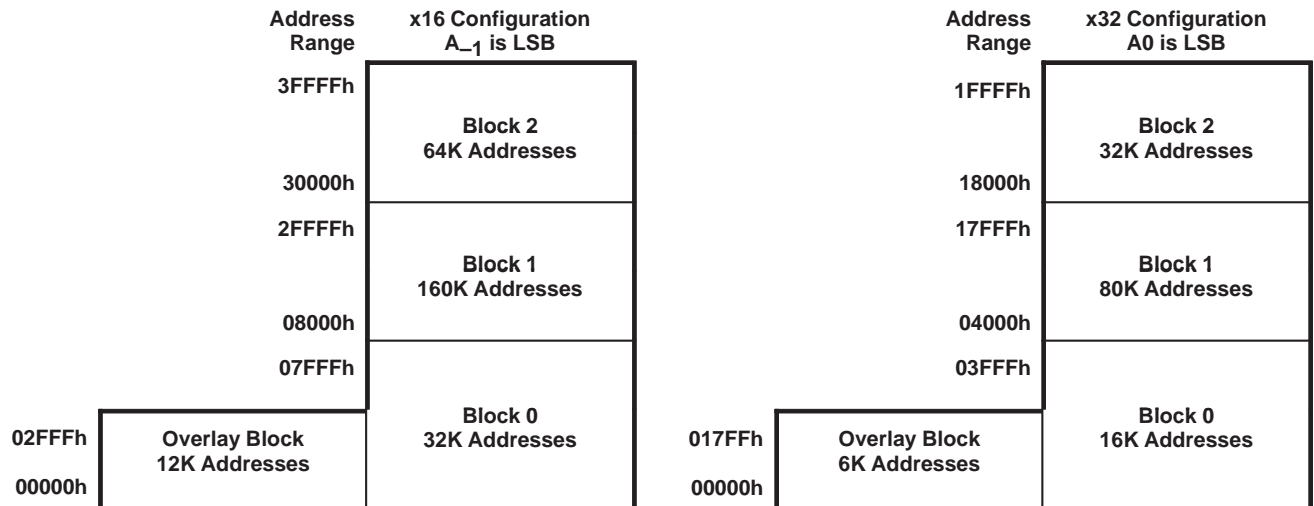 Address
Range
x16 Configuration
A–1 is LSB
3FFFFh
Block 2
64K Addresses
30000h
2FFFFh
Block 1
160K Addresses
08000h
07FFFh
Block 0
32K Addresses
02FFFh
Overlay Block
12K Addresses
00000h
Address
Range
x32 Configuration
A0 is LSB
1FFFFh
Block 2
32K Addresses
18000h
17FFFh
Block 1
80K Addresses
04000h
03FFFh
Block 0
16K Addresses
017FFh
Overlay Block
6K Addresses
00000h